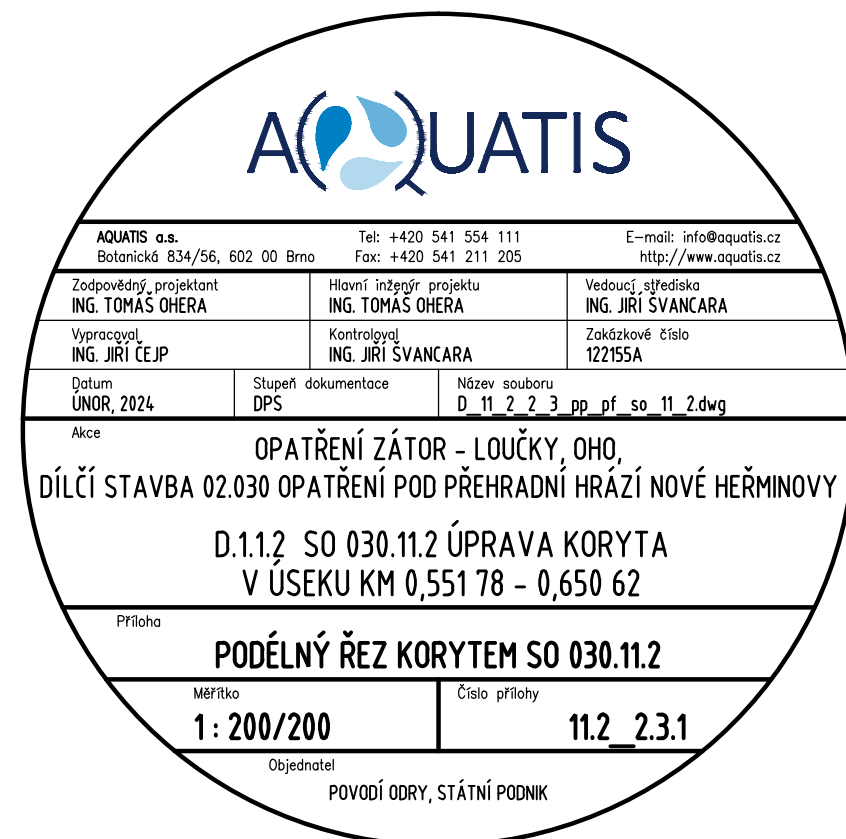 AQUATIS
AQUATIS a.s. Tel: +420 541 554 111 E-mail: info@aquatis.cz
Botanická 834/56, 602 00 Brno Fax: +420 541 211 205 http://www.aquatis.cz
Zodpovědný projektant Hlavní inženýr projektu Vedoucí střediska
ING. TOMÁŠ OHERA ING. TOMÁŠ OHERA ING. JIŘÍ ŠVANCARA
Vypracoval Kontroloval Zakázkové číslo
ING. JIŘÍ ČEJP ING. JIŘÍ ŠVANCARA 122155A
Datum Stupeň dokumentace Název souboru
ÚNOR, 2024 DPS D_11_2_2_3_pp_pf_so_11_2.dwg
Akce
OPATŘENÍ ZÁTOR - LOUČKY, OHO,
DÍLČÍ STAVBA 02.030 OPATŘENÍ POD PŘEHRADNÍ HRÁZÍ NOVÉ HEŘMINOVY
D.1.1.2 SO 030.11.2 ÚPRAVA KORYTA
V ÚSEKU KM 0,551 78 - 0,650 62
Příloha
PODÉLNÝ ŘEZ KORYTEM SO 030.11.2
Měřítko Číslo přílohy
1 : 200/200 11.2_2.3.1
Objednatel
POVODÍ ODRY, STÁTNÍ PODNIK